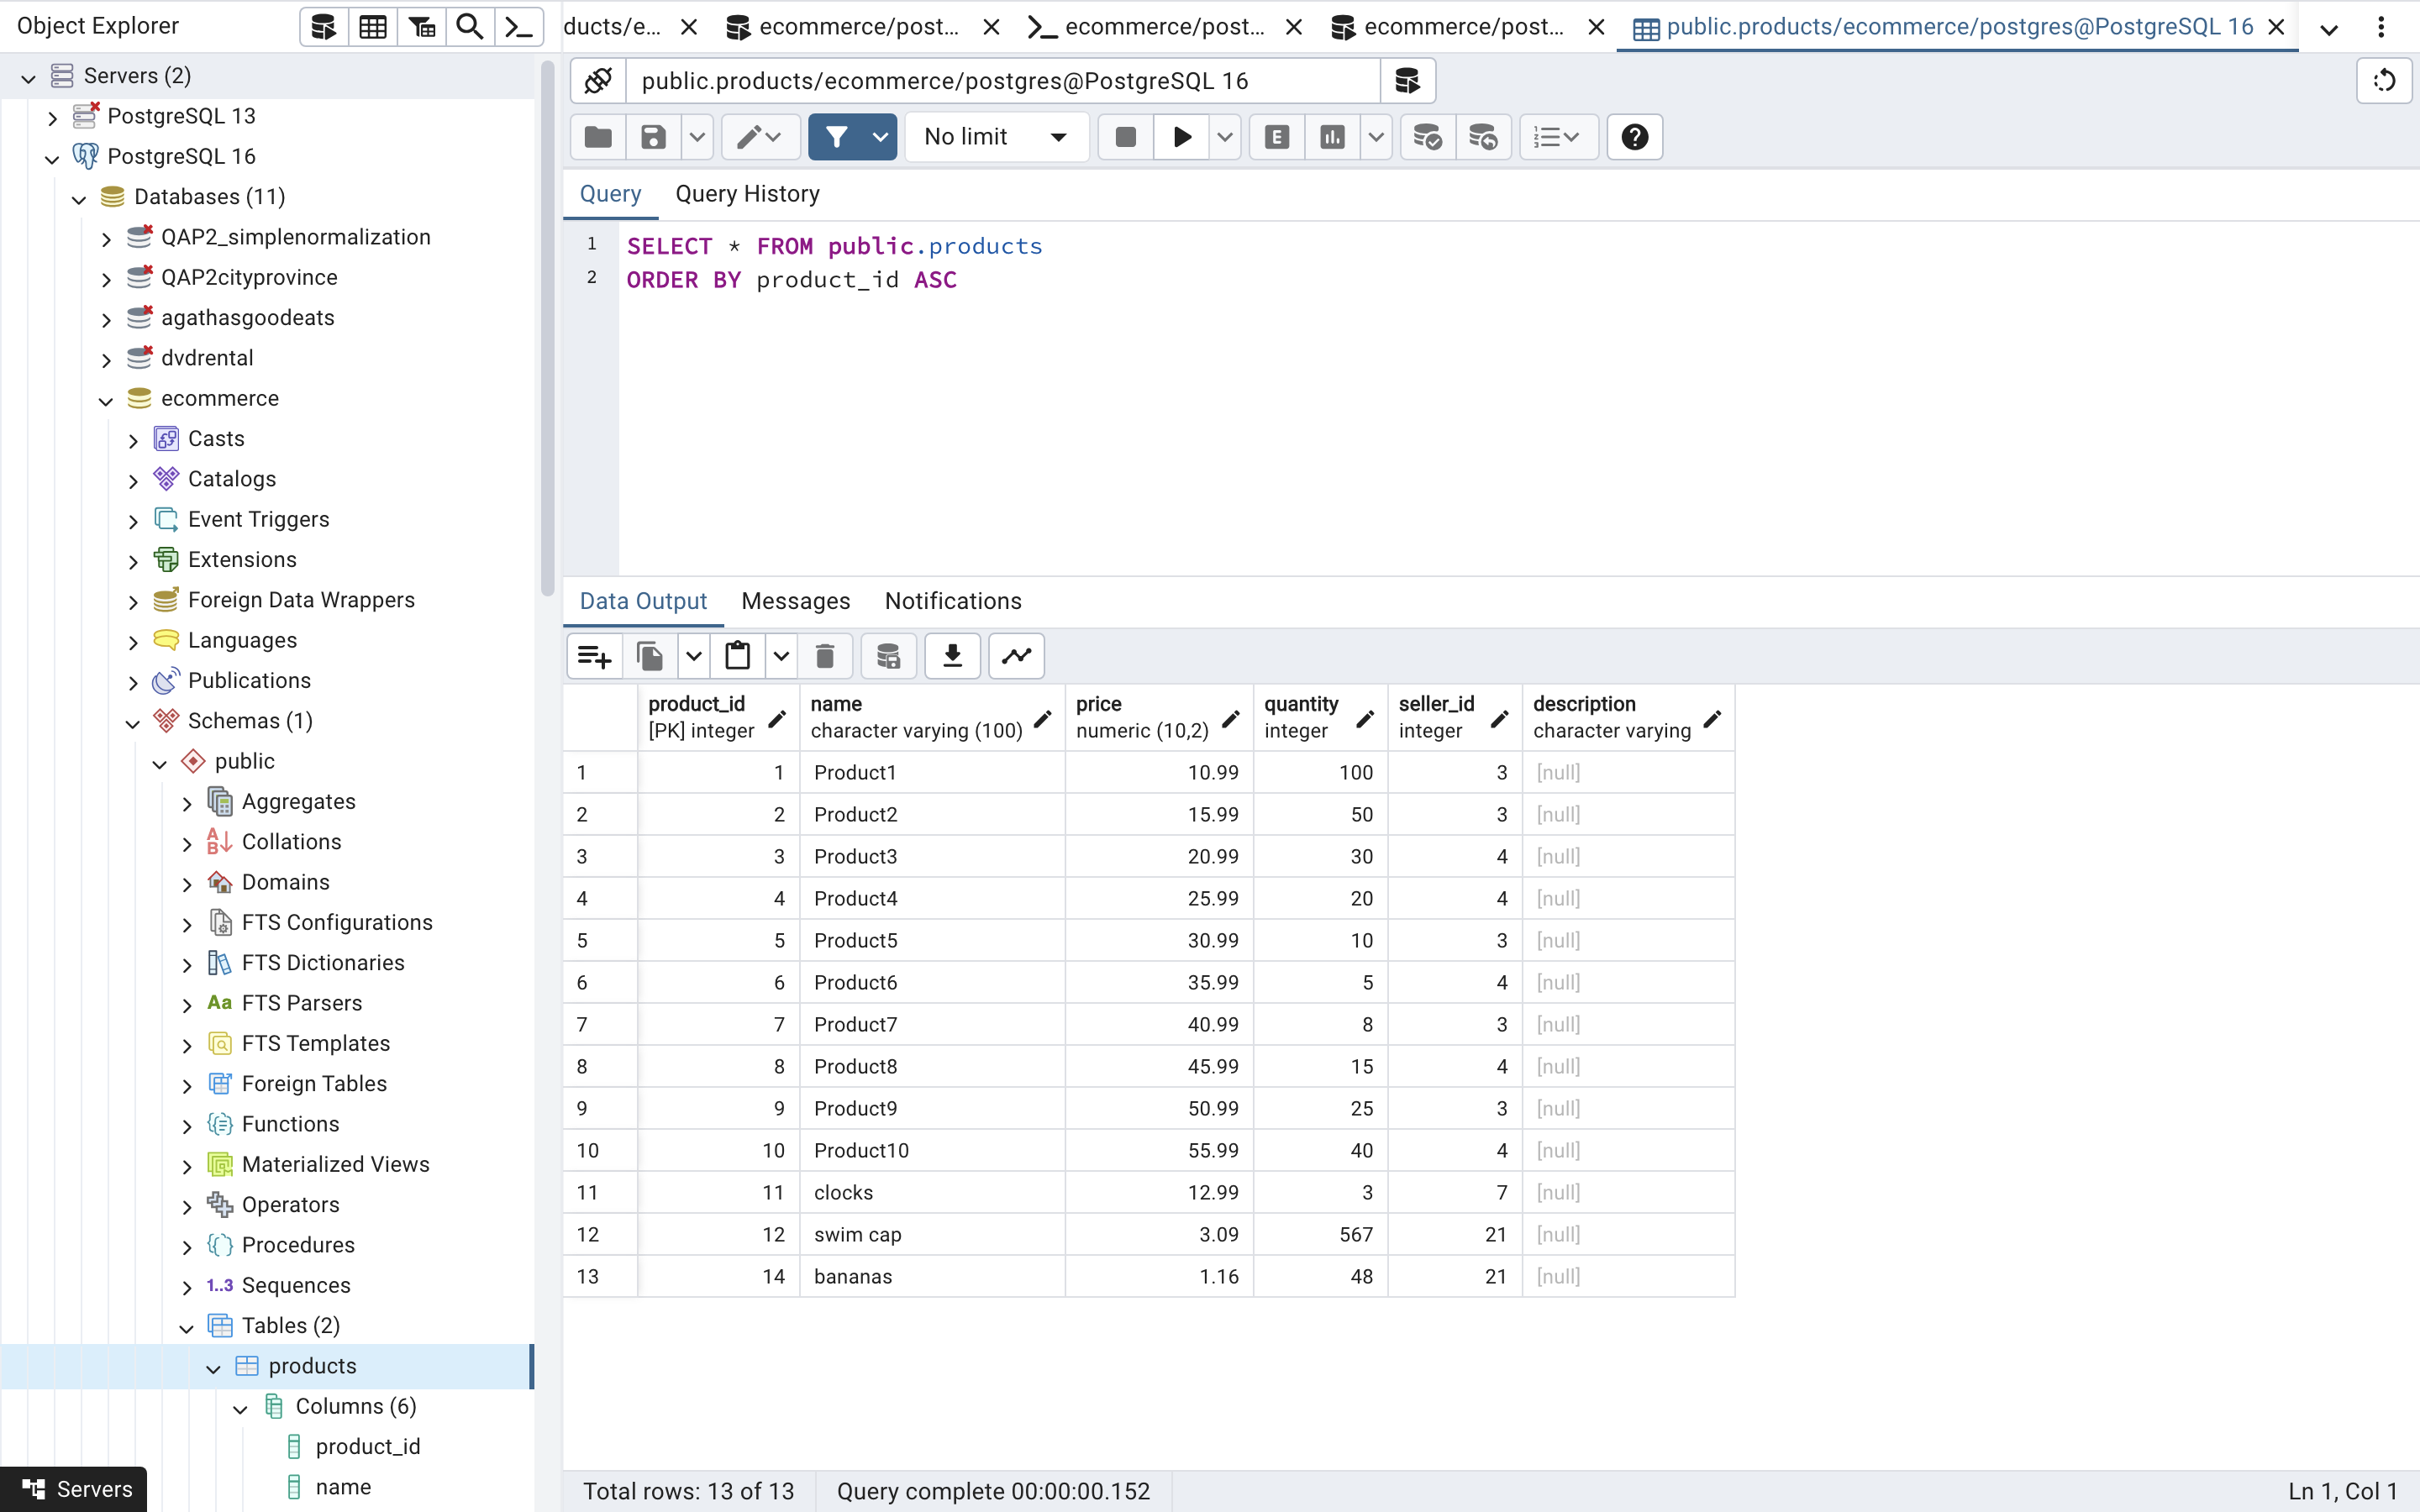 Object Explorer
ducts/e...
ecommerce/post...
ecommerce/post...
ecommerce/post...
public.products/ecommerce/postgres@PostgreSQL 16
Servers (2)
PostgreSQL 13
PostgreSQL 16
Databases (11)
QAP2_simplenormalization
QAP2cityprovince
agathasgoodeats
dvdrental
ecommerce
Casts
Catalogs
Event Triggers
Extensions
Foreign Data Wrappers
Languages
Publications
Schemas (1)
public
Aggregates
Collations
Domains
FTS Configurations
FTS Dictionaries
Aa FTS Parsers
FTS Templates
Foreign Tables
Functions
Materialized Views
Operators
Procedures
1..3 Sequences
Tables (2)
products
Columns (6)
product_id
name
Servers
public.products/ecommerce/postgres@PostgreSQL 16
No limit
E
Query Query History
1 SELECT * FROM public.products
2 ORDER BY product_id ASC
Data Output Messages Notifications
product_id name price quantity seller_id description
[PK] integer character varying (100) numeric (10,2) integer integer character varying
1 1 Product1 10.99 100 3 [null]
2 2 Product2 15.99 50 3 [null]
3 3 Product3 20.99 30 4 [null]
4 4 Product4 25.99 20 4 [null]
5 5 Product5 30.99 10 3 [null]
6 6 Product6 35.99 5 4 [null]
7 7 Product7 40.99 8 3 [null]
8 8 Product8 45.99 15 4 [null]
9 9 Product9 50.99 25 3 [null]
10 10 Product10 55.99 40 4 [null]
11 11 clocks 12.99 3 7 [null]
12 12 swim cap 3.09 567 21 [null]
13 14 bananas 1.16 48 21 [null]
Total rows: 13 of 13 Query complete 00:00:00.152 Ln 1, Col 1